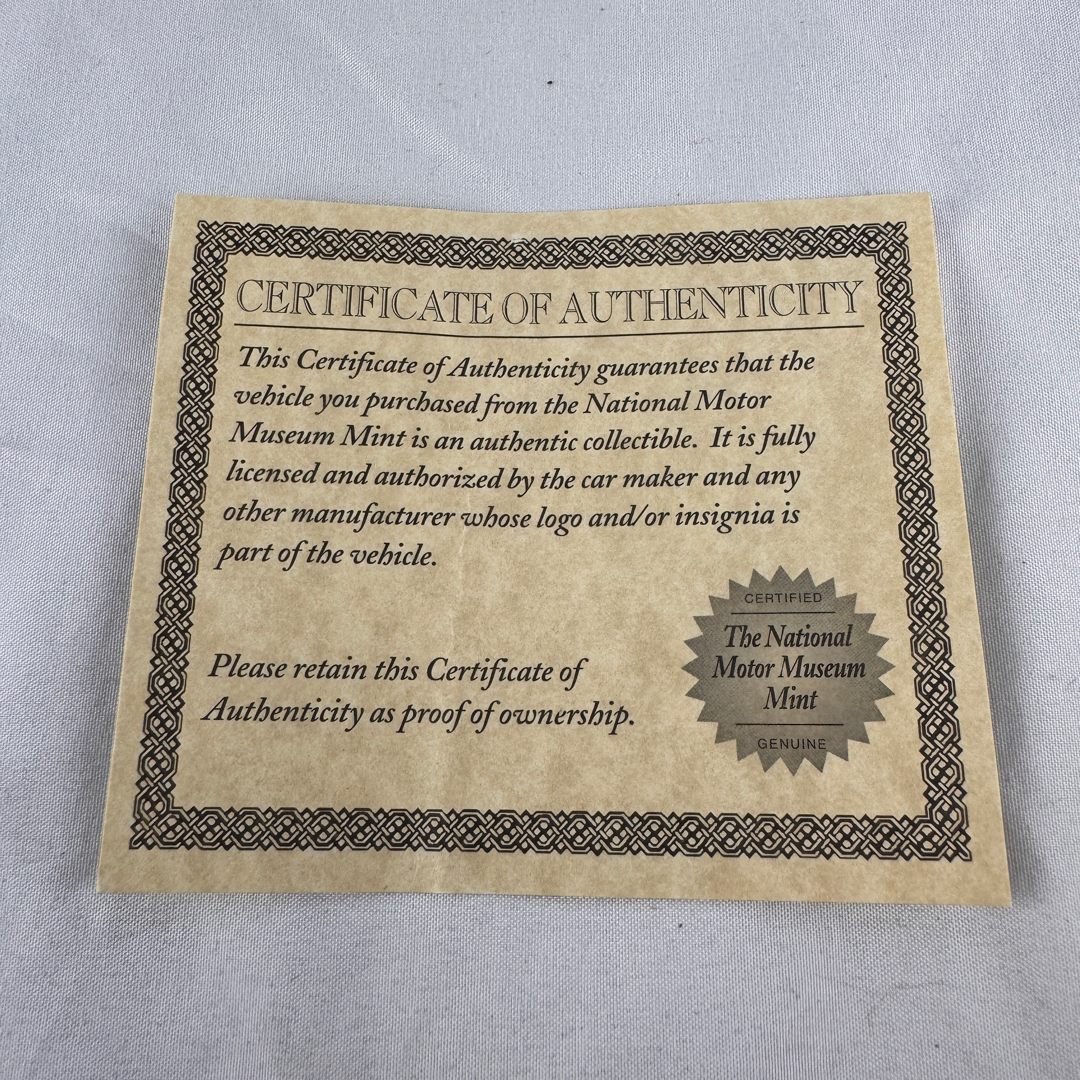 CERTIFICATE OF AUTHENTICITY
This Certificate of Authenticity guarantees that the
vehicle you purchased from the National Motor
Museum Mint is an authentic collectible. It is fully
licensed and authorized by the car maker and any
other manufacturer whose logo and/or insignia is
part of the vehicle.
Please retain this Certificate of
Authenticity as proof of ownership.
CERTIFIED
The National
Motor Museum
Mint
GENUINE